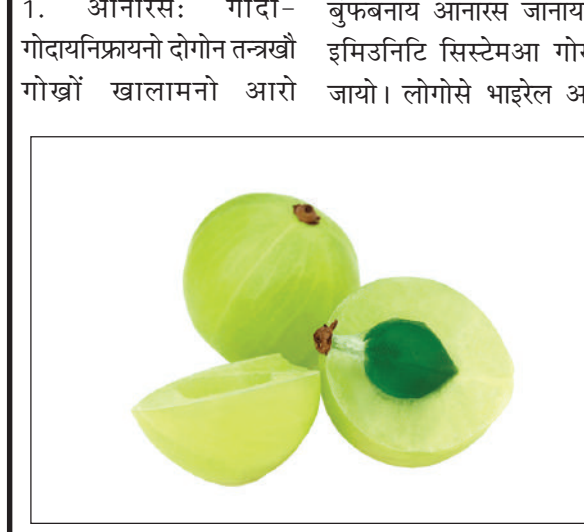 1. आनारसः गोदा-
गोदायनिफ्रायनो दोगोन तन्त्रखौ
गोख्रों खालामनो आरो
बुफबनाय आनारस जानाय
इमिउनिटि सिस्टेमआ
जायो। लोगोसे भाइरेल